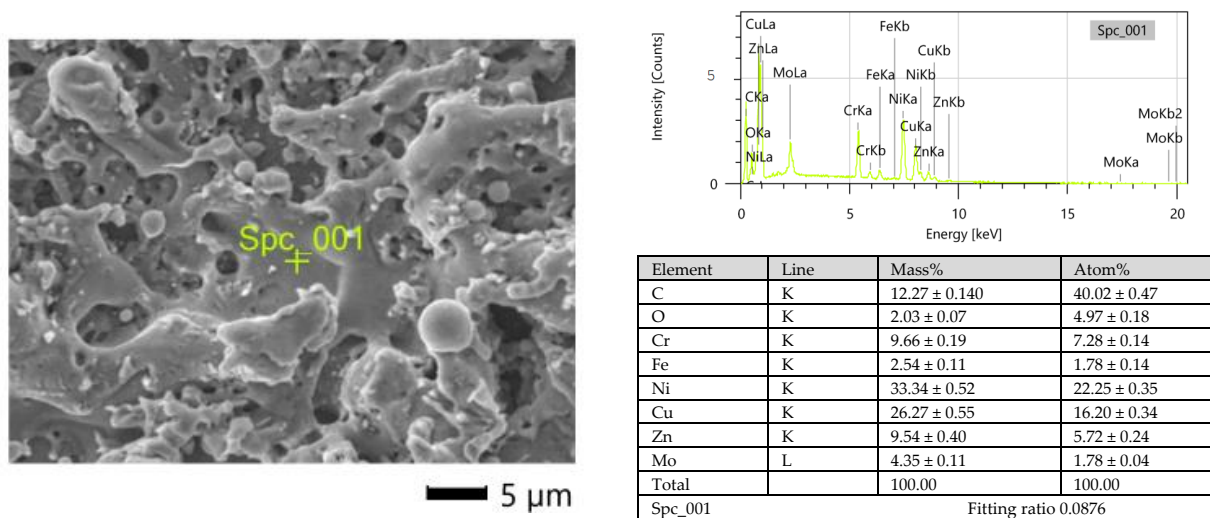 Spc_001
5 μm
Spc_001
CuLa
ZnLa
MoLa
CKa
OKa
NiLa
CrKa
CrKb
FeKa
FeKb
NiKa
NiKb
CuKa
CuKb
ZnKa
ZnKb
MoKa
MoKb2
MoKb
Intensity [Counts]
5
0
0 5 10 15 20
Energy [keV]
Element Line Mass% Atom%
C K 12.27 ± 0.140 40.02 ± 0.47
O K 2.03 ± 0.07 4.97 ± 0.18
Cr K 9.66 ± 0.19 7.28 ± 0.14
Fe K 2.54 ± 0.11 1.78 ± 0.14
Ni K 33.34 ± 0.52 22.25 ± 0.35
Cu K 26.27 ± 0.55 16.20 ± 0.34
Zn K 9.54 ± 0.40 5.72 ± 0.24
Mo L 4.35 ± 0.11 1.78 ± 0.04
Total 100.00 100.00
Spc_001 Fitting ratio 0.0876